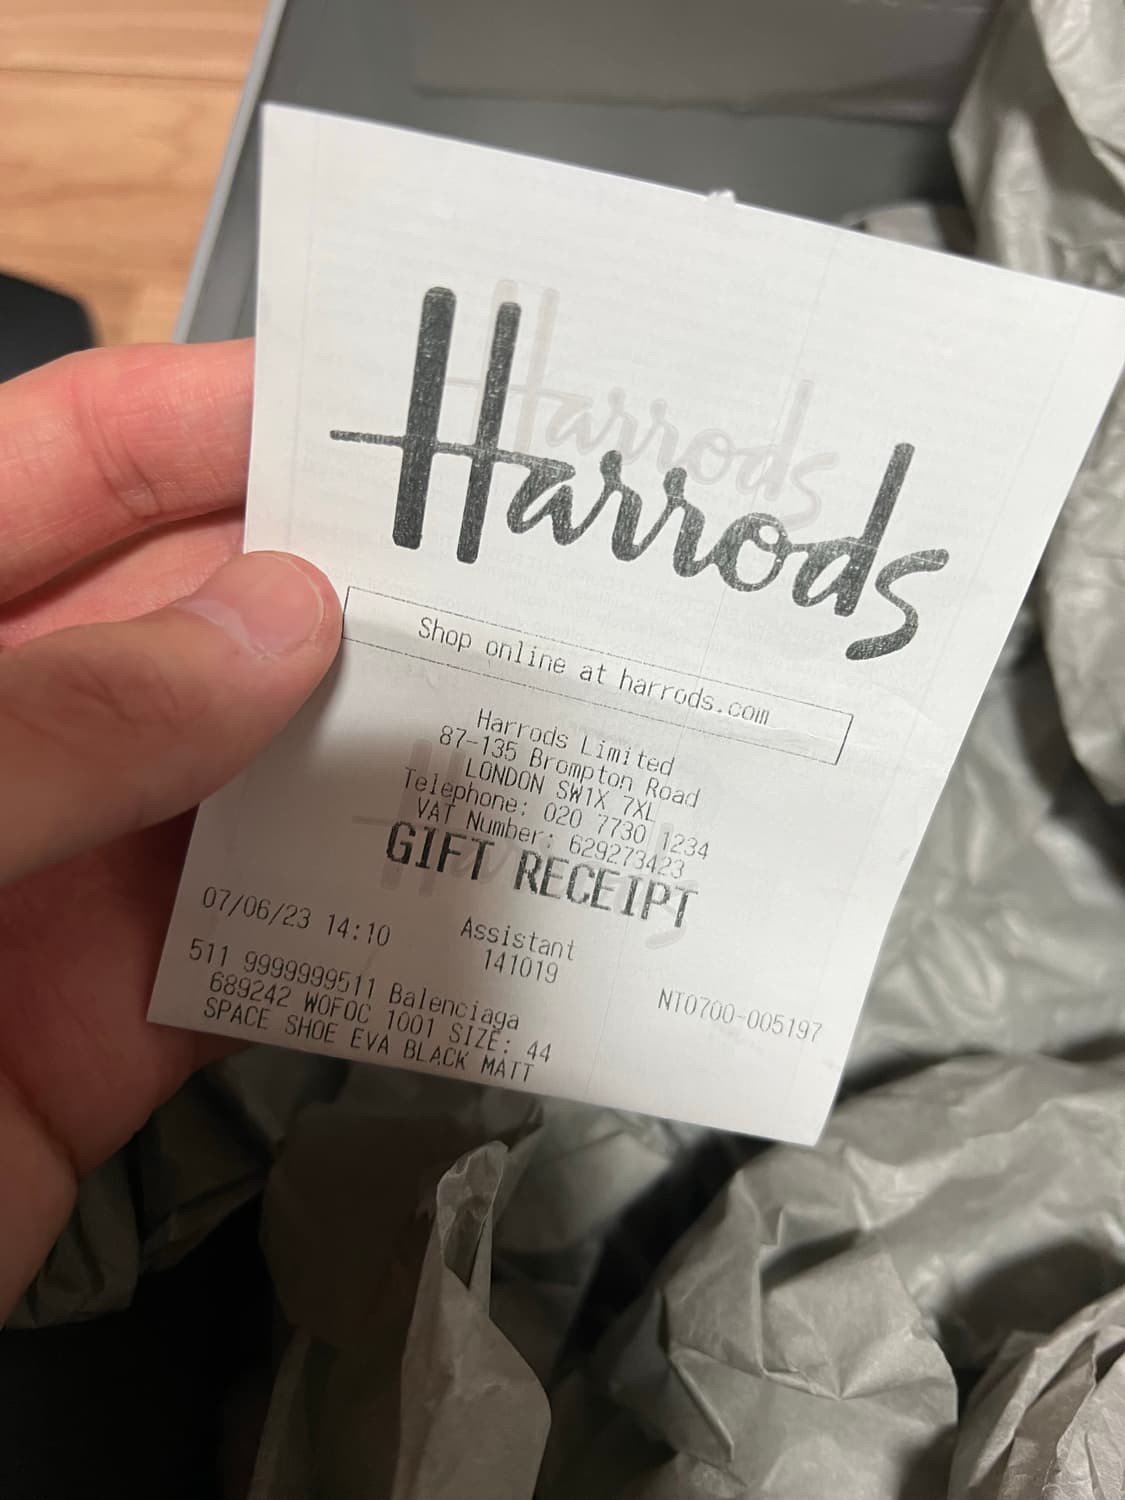 Harrods
Shop online at harrods.com
Harrods Limited
87-135 Brompton Road
LONDON SW1X 7XL
Telephone: 020 7730 1234
VAT Number: 629273423
GIFT RECEIPT
07/06/23 14:10 Assistant
141019
NT0700-005197
511 9999999511 Balenciaga
689242 WOFOC 1001 SIZE: 44
SPACE SHOE EVA BLACK MATT